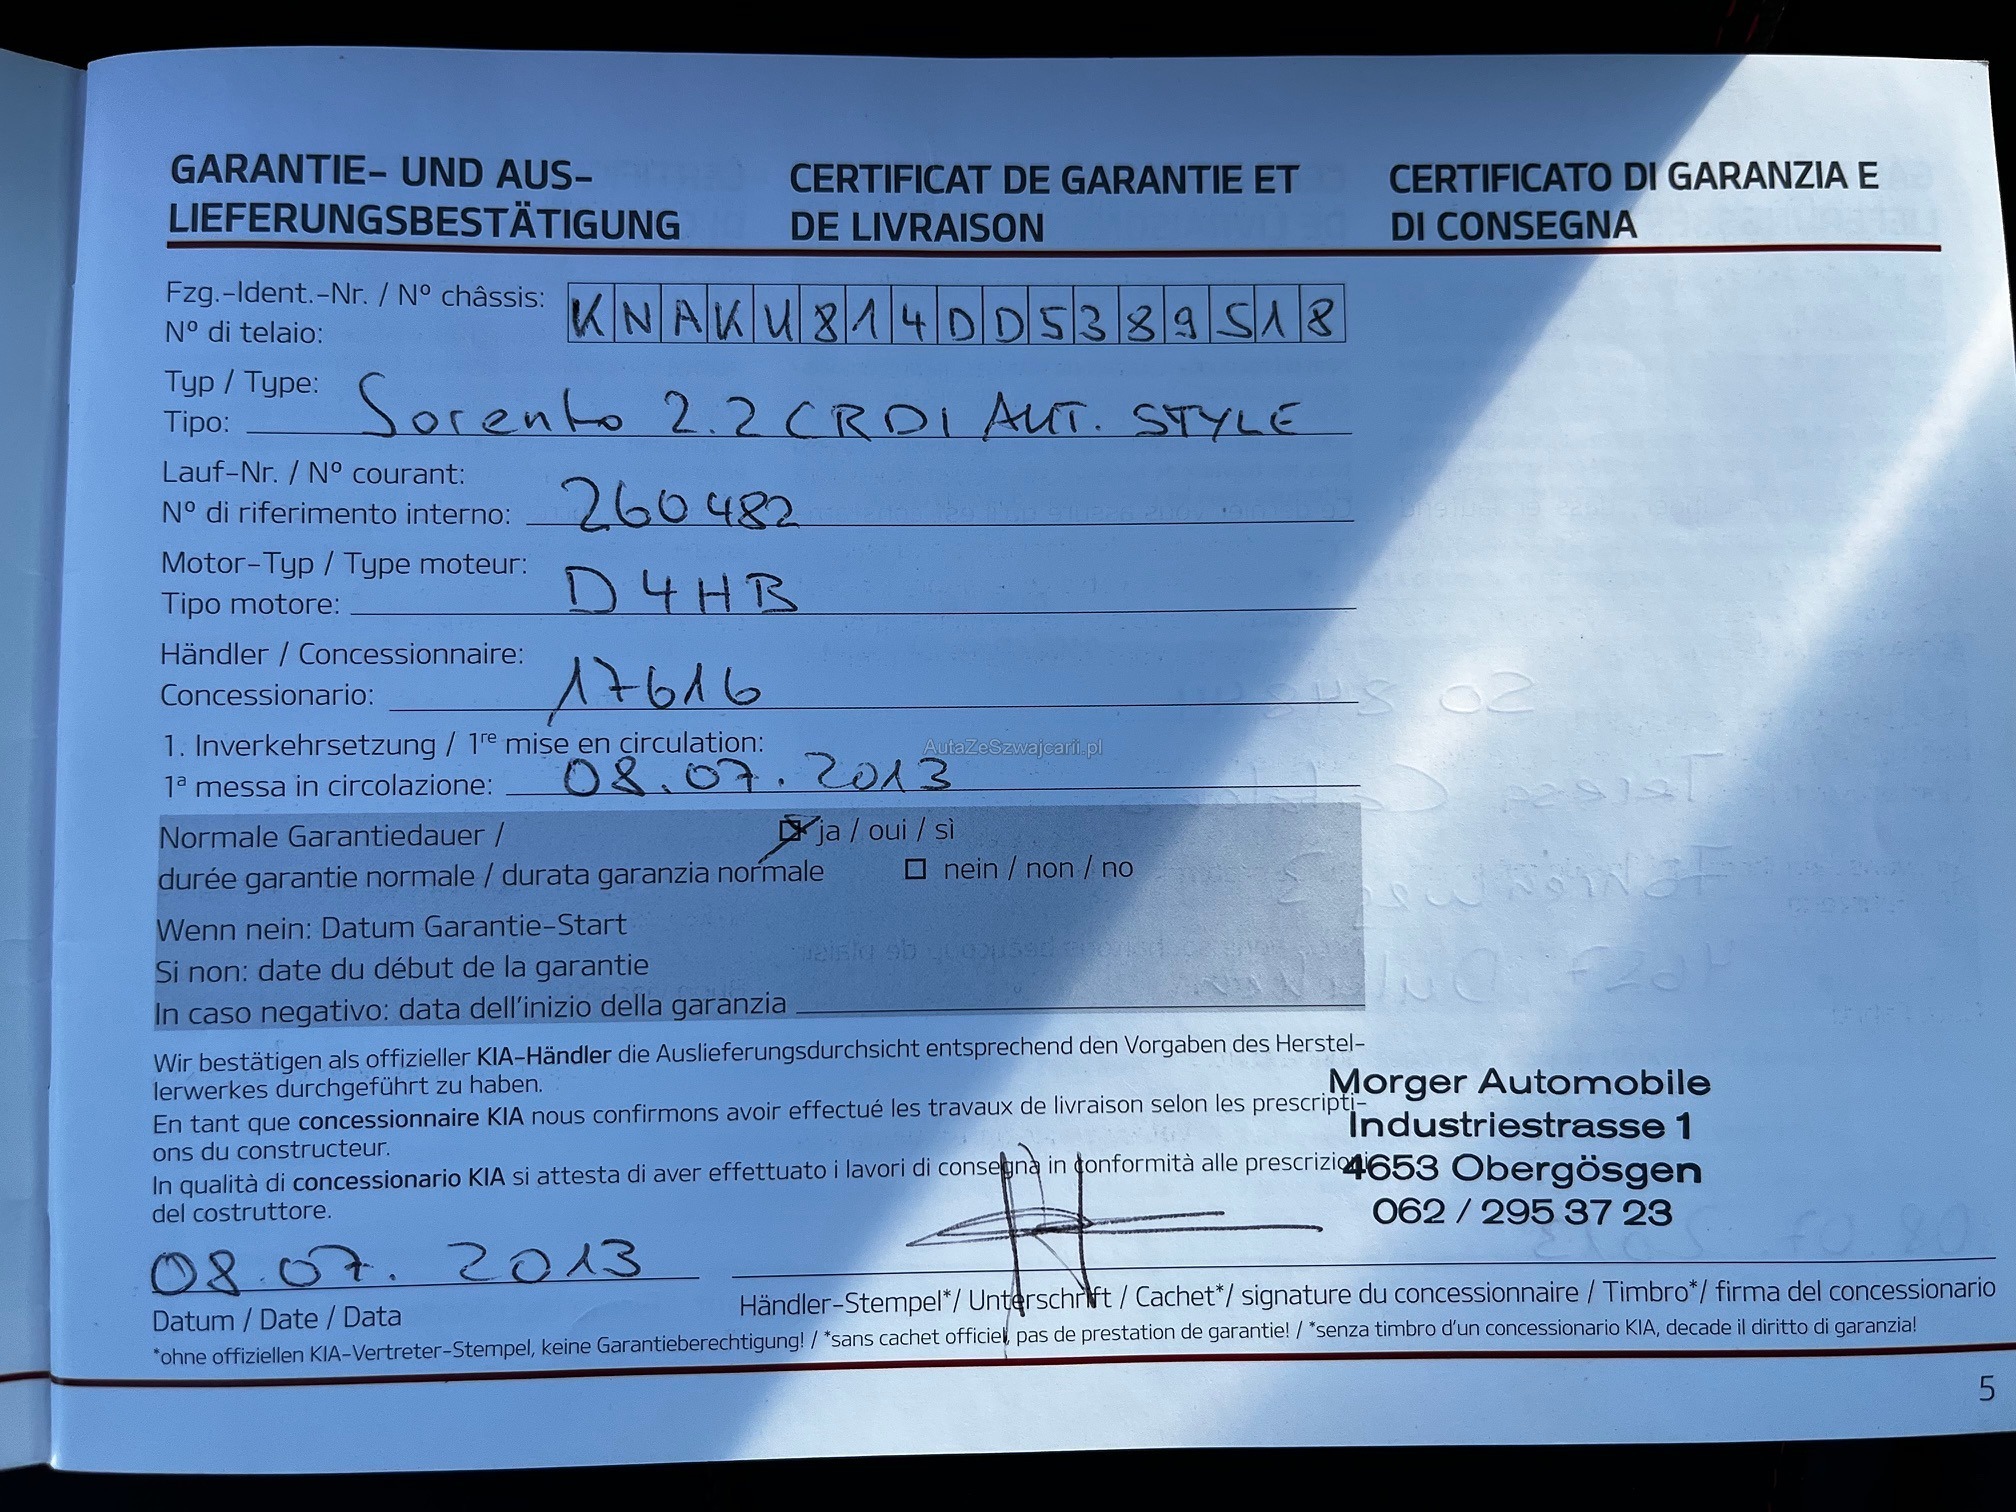 GARANTIE- UND AUS-
LIEFERUNGSBESTÄTIGUNG
CERTIFICAT DE GARANTIE ET
DE LIVRAISON
CERTIFICATO DI GARANZIA E
DI CONSEGNA
Fzg.-Ident.-Nr. / Nº châssis:
Nº di telaio:
KNAKU814DD5389518
Typ / Type:
Tipo: Sorento 2.2 CRDI AUT. STYLE
Lauf-Nr. / Nº courant:
Nº di riferimento interno: 260482
Motor-Typ / Type moteur:
Tipo motore: D4HB
Händler / Concessionnaire:
Concessionario: 17616
1. Inverkehrsetzung / 1re mise en circulation:
1ª messa in circolazione: 08.07.2013
AutaZeSzwajcarii.pl
Normale Garantiedauer / ja / oui / sì
durée garantie normale / durata garanzia normale nein / non / no
Wenn nein: Datum Garantie-Start
Si non: date du début de la garantie
In caso negativo: data dell'inizio della garanzia
Wir bestätigen als offizieller KIA-Händler die Auslieferungsdurchsicht entsprechend den Vorgaben des Herstel-
lerwerkes durchgeführt zu haben.
En tant que concessionnaire KIA nous confirmons avoir effectué les travaux de livraison selon les prescripti-
ons du constructeur.
In qualità di concessionario KIA si attesta di aver effettuato i lavori di consegna in conformità alle prescrizioni
del costruttore.
Morger Automobile
Industriestrasse 1
4653 Obergösgen
062 / 295 37 23
08.07.2013
Datum / Date / Data
Händler-Stempel*/ Unterschrift / Cachet*/ signature du concessionnaire / Timbro*/ firma del concessionario
*ohne offiziellen KIA-Vertreter-Stempel, keine Garantieberechtigung! / *sans cachet officiel, pas de prestation de garantie! / *senza timbro d'un concessionario KIA, decade il diritto di garanzia!
5